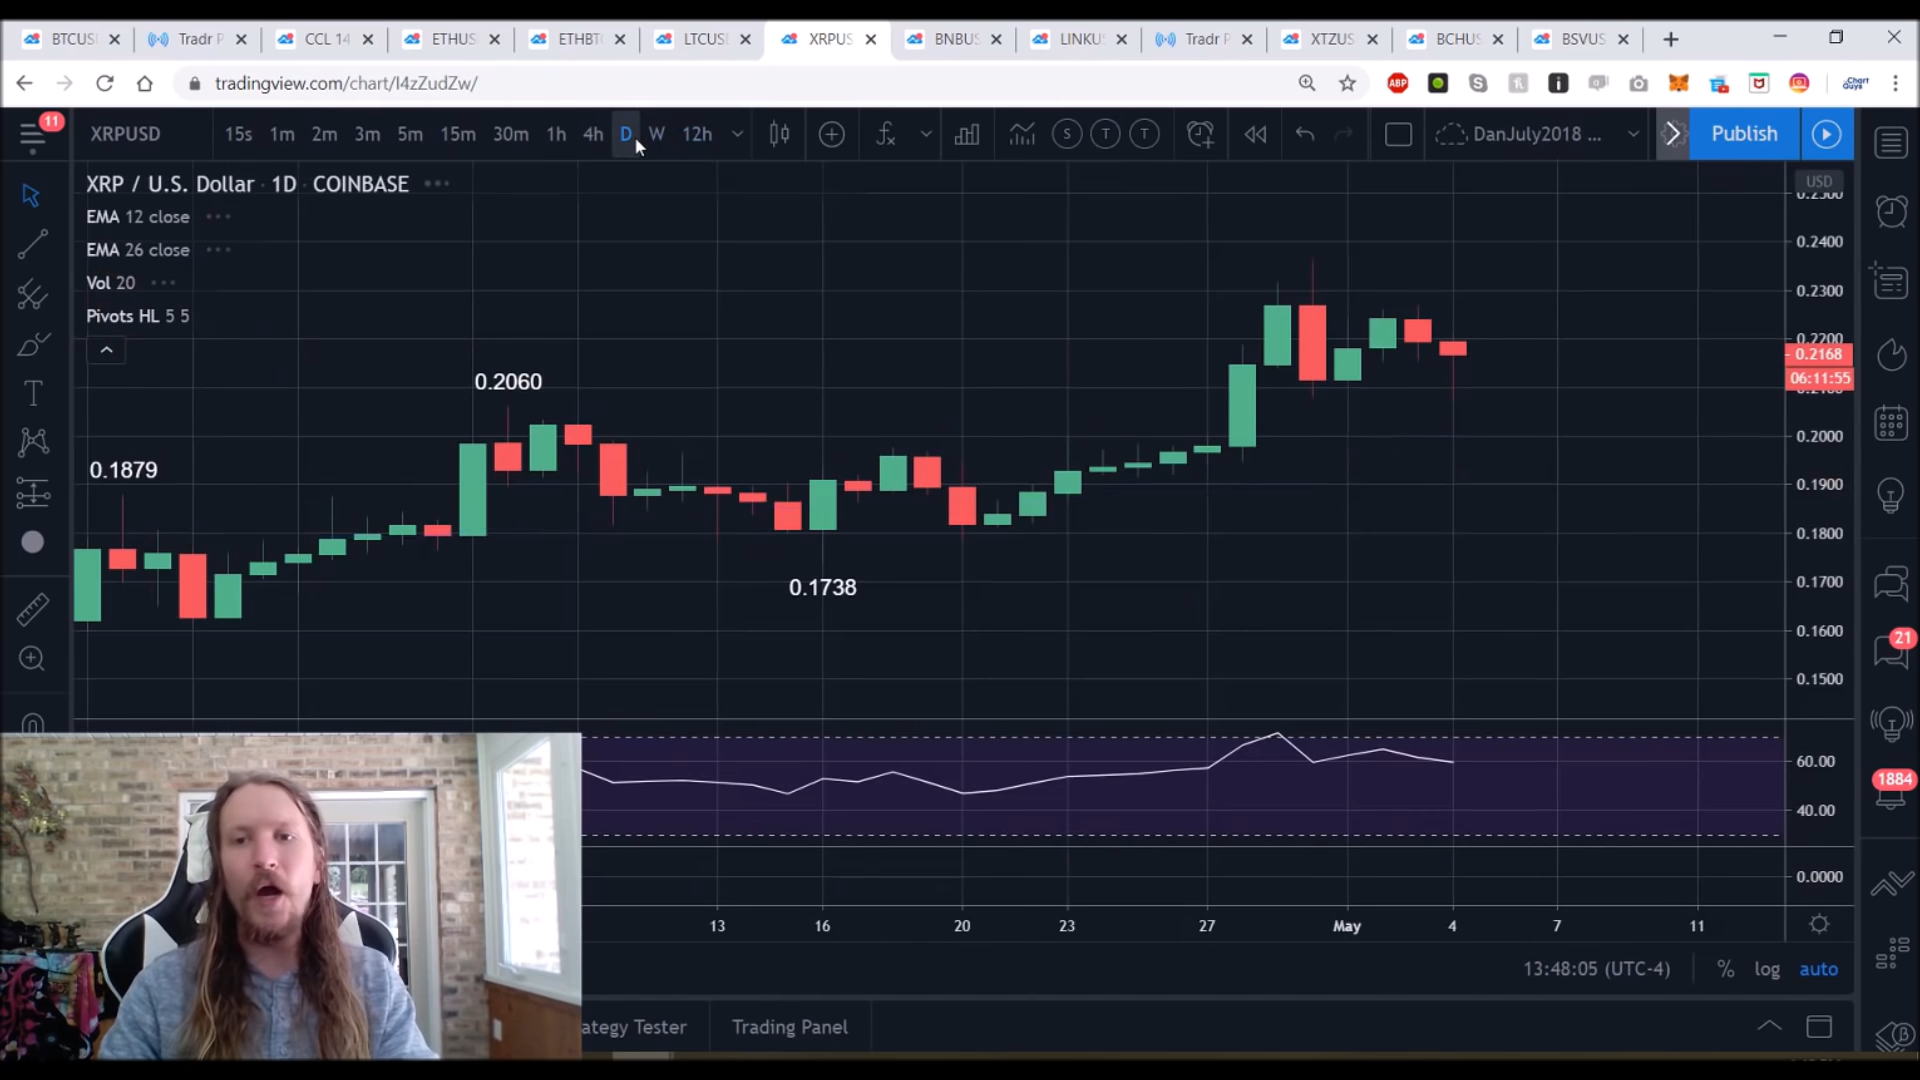 BTCUS
Tradr P
CCL 14
ETHUS
ETHBT
LTCUS
XRPUS
BNBUS
LINKU
Tradr P
XTZUS
BCHUS
BSVUS
tradingview.com/chart/I4zZudZw/
ABP
Chart Guys
11
XRPUSD
15s 1m 2m 3m 5m 15m 30m 1h 4h D W 12h
S T T
DanJuly2018 ...
Publish
XRP / U.S. Dollar · 1D · COINBASE
EMA 12 close
EMA 26 close
Vol 20
Pivots HL 5 5
USD
0.2500
0.2400
0.2300
0.2200
0.2168
06:11:55
0.2060
0.2000
0.1879
0.1900
0.1800
0.1738
0.1700
0.1600
21
0.1500
60.00
1884
40.00
0.0000
13 16 20 23 27 May 4 7 11
13:48:05 (UTC-4) % log auto
ategy Tester
Trading Panel